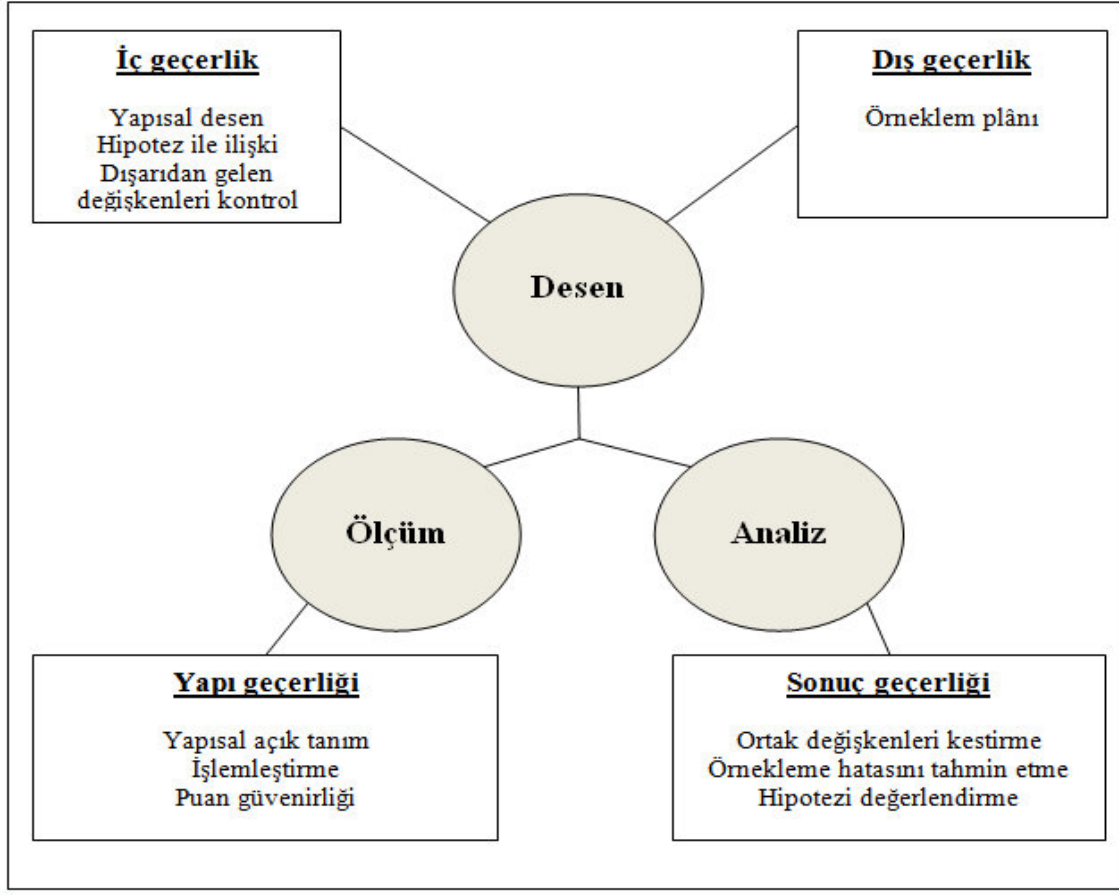 İç geçerlik
Yapısal desen
Hipotez ile ilişki
Dışarıdan gelen
değişkenleri kontrol
Dış geçerlik
Örneklem plânı
Desen
Ölçüm
Analiz
Yapı geçerliği
Yapısal açık tanım
İşlemleştirme
Puan güvenirliği
Sonuç geçerliği
Ortak değişkenleri kestirme
Örnekleme hatasını tahmin etme
Hipotezi değerlendirme